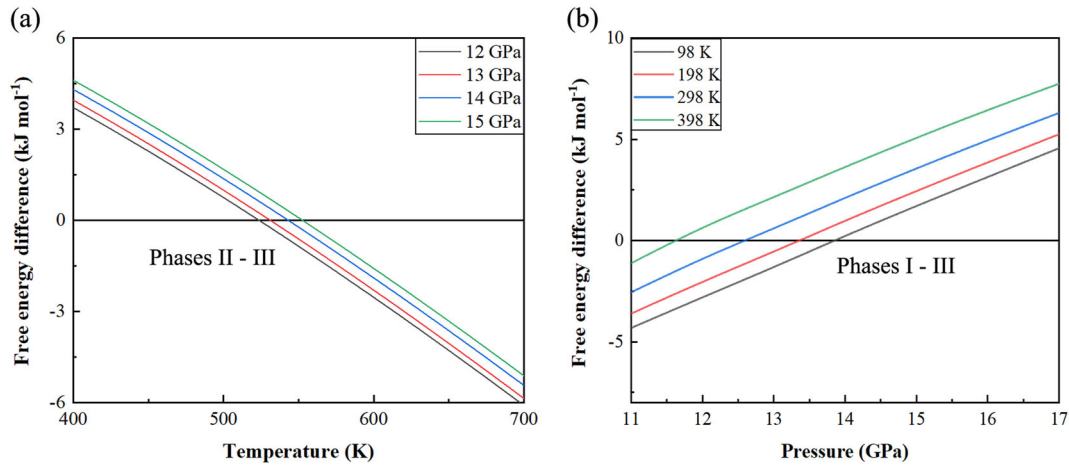 (a)
Free energy difference (kJ mol⁻¹)
6
3
0
-3
-6
12 GPa
13 GPa
14 GPa
15 GPa
Phases II - III
400
500
600
700
Temperature (K)
(b)
Free energy difference (kJ mol⁻¹)
10
5
0
-5
98 K
198 K
298 K
398 K
Phases I - III
11
12
13
14
15
16
17
Pressure (GPa)